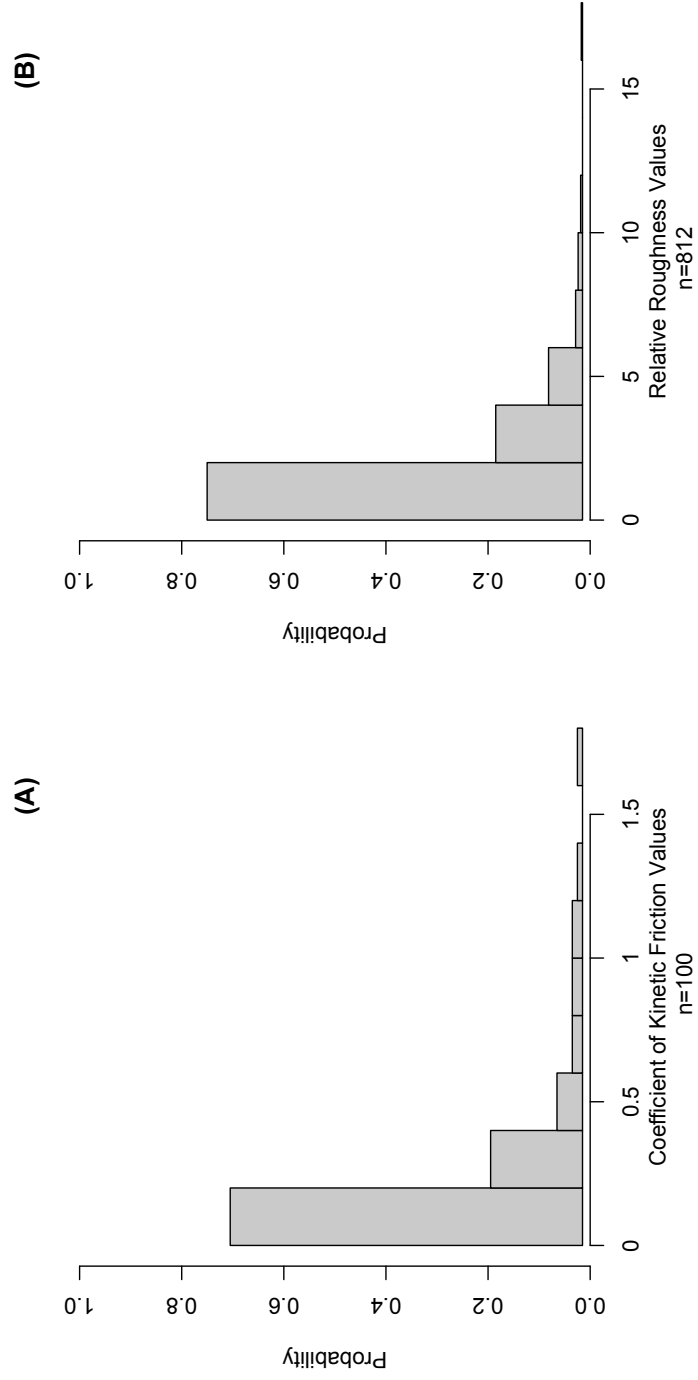 (A)
Probability
0.0 0.2 0.4 0.6 0.8 1.0
0 0.5 1 1.5
Coefficient of Kinetic Friction Values
n=100
(B)
Probability
0.0 0.2 0.4 0.6 0.8 1.0
0 5 10 15
Relative Roughness Values
n=812